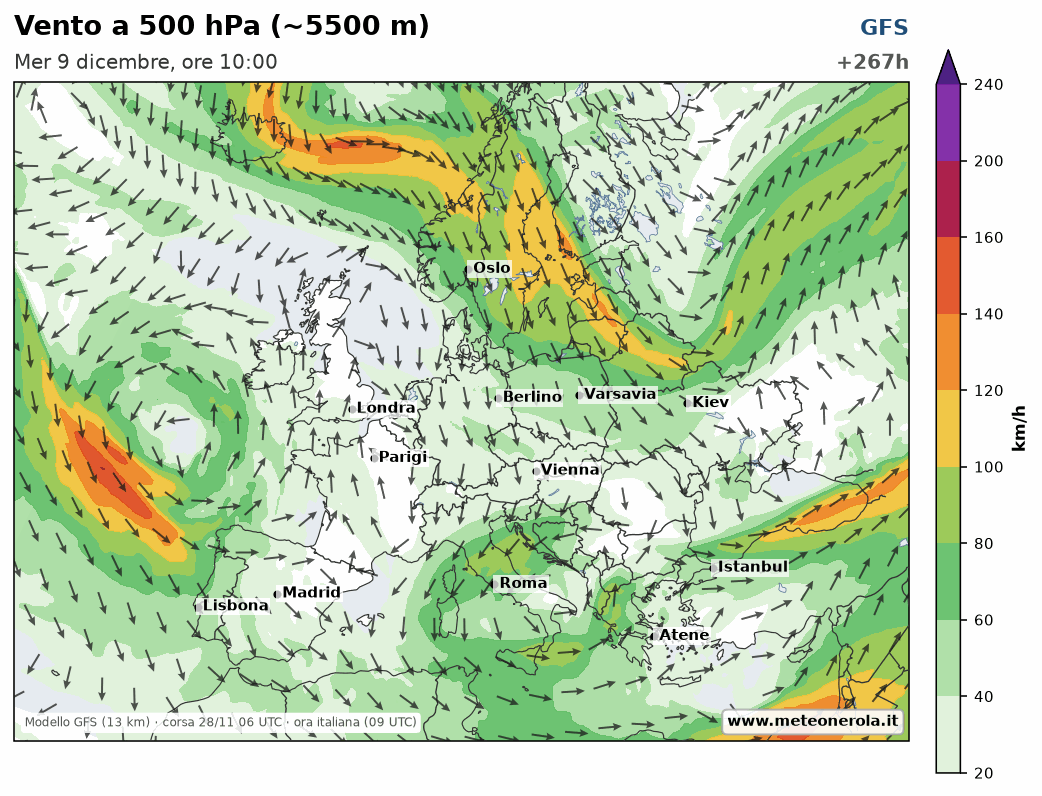 Vento a 500 hPa (~5500 m)
GFS
Mer 9 dicembre, ore 10:00
+267h
240
200
160
140
120
100
80
60
40
20
km/h
Oslo
Londra
Berlino
Varsavia
Kiev
Parigi
Vienna
Istanbul
Roma
Madrid
Lisbona
Atene
Modello GFS (13 km) · corsa 28/11 06 UTC · ora italiana (09 UTC)
www.meteonerola.it